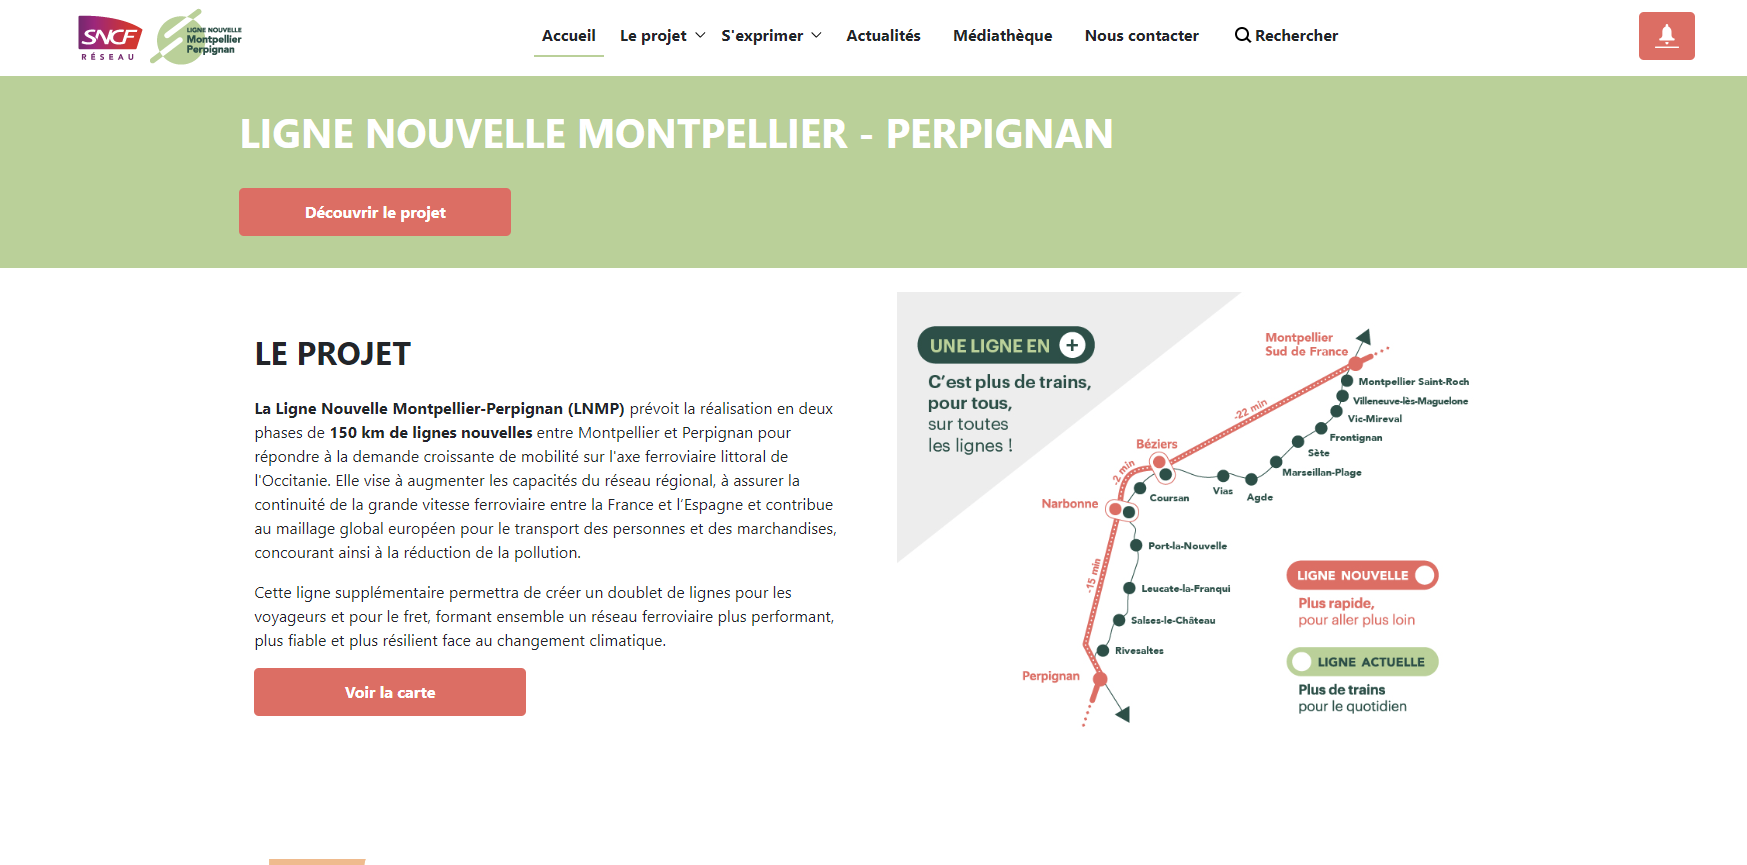 SNCF
RÉSEAU
LIGNE NOUVELLE
Montpellier
Perpignan
Accueil
Le projet
S'exprimer
Actualités
Médiathèque
Nous contacter
Rechercher
LIGNE NOUVELLE MONTPELLIER - PERPIGNAN
Découvrir le projet
LE PROJET
La Ligne Nouvelle Montpellier-Perpignan (LNMP) prévoit la réalisation en deux
phases de 150 km de lignes nouvelles entre Montpellier et Perpignan pour
répondre à la demande croissante de mobilité sur l'axe ferroviaire littoral de
l'Occitanie. Elle vise à augmenter les capacités du réseau régional, à assurer la
continuité de la grande vitesse ferroviaire entre la France et l’Espagne et contribue
au maillage global européen pour le transport des personnes et des marchandises,
concourant ainsi à la réduction de la pollution.
Cette ligne supplémentaire permettra de créer un doublet de lignes pour les
voyageurs et pour le fret, formant ensemble un réseau ferroviaire plus performant,
plus fiable et plus résilient face au changement climatique.
Voir la carte
UNE LIGNE EN +
C’est plus de trains,
pour tous,
sur toutes
les lignes !
Montpellier
Sud de France
Montpellier Saint-Roch
Villeneuve-lès-Maguelone
Vic-Mireval
Frontignan
Sète
Marseillan-Plage
-22 min
Béziers
-2 min
Agde
Vias
Coursan
Narbonne
Port-la-Nouvelle
-15 min
Leucate-la-Franqui
Salses-le-Château
Rivesaltes
Perpignan
LIGNE NOUVELLE
Plus rapide,
pour aller plus loin
LIGNE ACTUELLE
Plus de trains
pour le quotidien